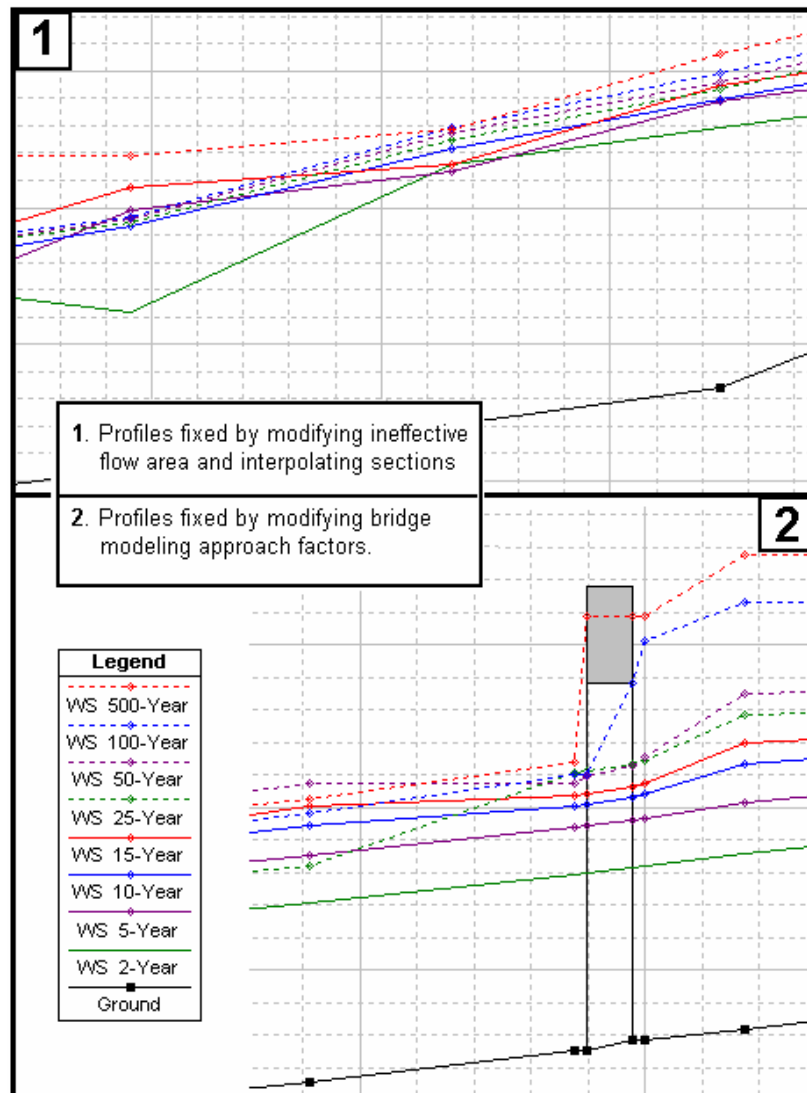 1
1. Profiles fixed by modifying ineffective
flow area and interpolating sections
2. Profiles fixed by modifying bridge
modeling approach factors.
2
Legend
WS 500-Year
WS 100-Year
WS 50-Year
WS 25-Year
WS 15-Year
WS 10-Year
WS 5-Year
WS 2-Year
Ground